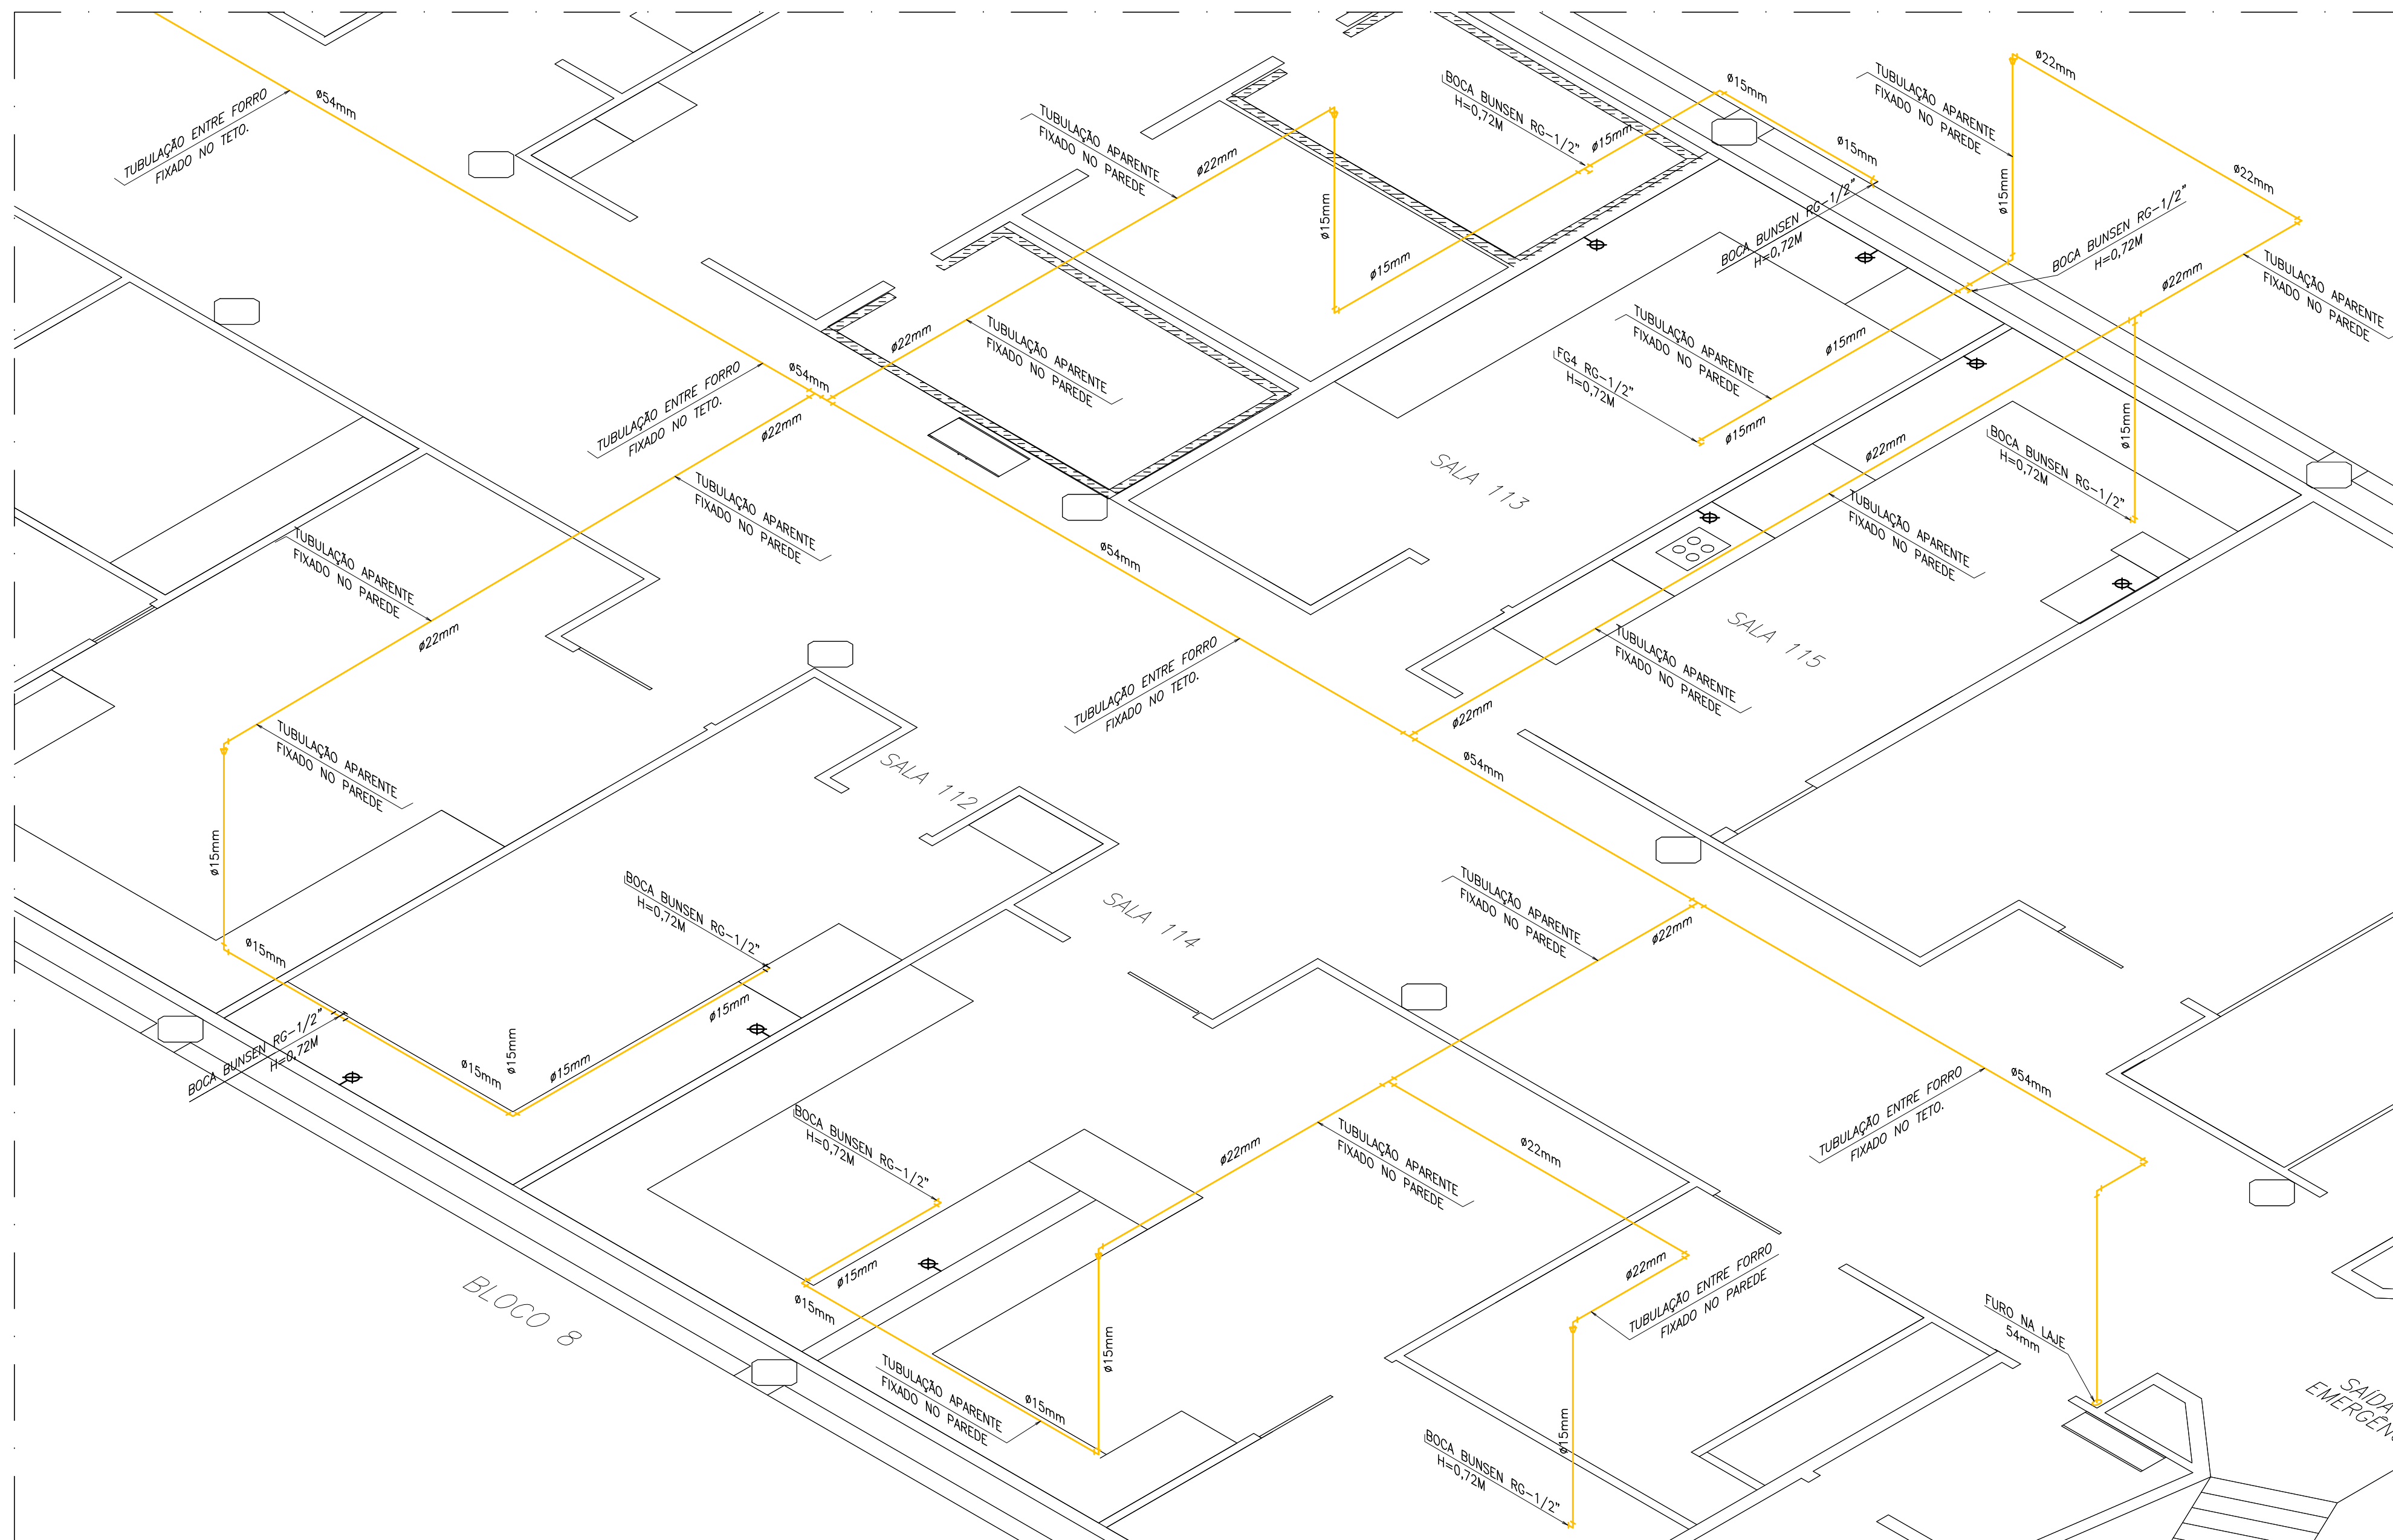 ø54mm
TUBULAÇÃO ENTRE FORRO
FIXADO NO TETO.
TUBULAÇÃO APARENTE
FIXADO NO PAREDE
ø22mm
ø15mm
BOCA BUNSEN RG-1/2"
H=0,72M
ø15mm
ø15mm
ø15mm
ø15mm
BOCA BUNSEN RG-1/2"
H=0,72M
TUBULAÇÃO APARENTE
FIXADO NO PAREDE
ø22mm
ø15mm
ø22mm
BOCA BUNSEN RG-1/2"
H=0,72M
ø22mm
TUBULAÇÃO APARENTE
FIXADO NO PAREDE
TUBULAÇÃO ENTRE FORRO
FIXADO NO TETO.
ø54mm
ø22mm
TUBULAÇÃO APARENTE
FIXADO NO PAREDE
ø22mm
TUBULAÇÃO APARENTE
FIXADO NO PAREDE
ø15mm
FG4 RG-1/2"
H=0,72M
ø15mm
SALA 113
ø22mm
ø15mm
BOCA BUNSEN RG-1/2"
H=0,72M
TUBULAÇÃO APARENTE
FIXADO NO PAREDE
TUBULAÇÃO APARENTE
FIXADO NO PAREDE
TUBULAÇÃO APARENTE
FIXADO NO PAREDE
ø22mm
ø54mm
SALA 115
TUBULAÇÃO APARENTE
FIXADO NO PAREDE
TUBULAÇÃO ENTRE FORRO
FIXADO NO TETO.
ø22mm
ø54mm
TUBULAÇÃO APARENTE
FIXADO NO PAREDE
SALA 112
ø15mm
BOCA BUNSEN RG-1/2"
H=0,72M
SALA 114
TUBULAÇÃO APARENTE
FIXADO NO PAREDE
ø22mm
ø15mm
ø15mm
BOCA BUNSEN RG-1/2"
H=0,72M
ø15mm
ø15mm
ø15mm
TUBULAÇÃO ENTRE FORRO
FIXADO NO TETO.
ø54mm
BOCA BUNSEN RG-1/2"
H=0,72M
ø22mm
TUBULAÇÃO APARENTE
FIXADO NO PAREDE
ø22mm
ø15mm
ø15mm
ø22mm
TUBULAÇÃO ENTRE FORRO
FIXADO NO PAREDE
BLOCO 8
FURO NA LAJE
54mm
ø15mm
TUBULAÇÃO APARENTE
FIXADO NO PAREDE
ø15mm
ø15mm
BOCA BUNSEN RG-1/2"
H=0,72M
SAÍDA